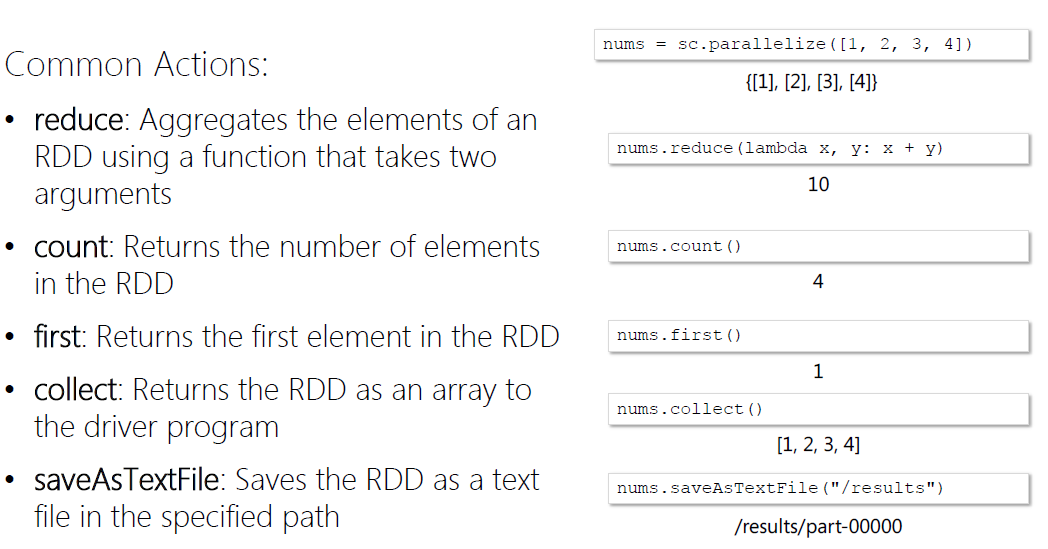 Common Actions:
• reduce: Aggregates the elements of an
RDD using a function that takes two
arguments
• count: Returns the number of elements
in the RDD
• first: Returns the first element in the RDD
• collect: Returns the RDD as an array to
the driver program
• saveAsTextFile: Saves the RDD as a text
file in the specified path
nums = sc.parallelize([1, 2, 3, 4])
{[1], [2], [3], [4]}
nums.reduce(lambda x, y: x + y)
10
nums.count()
4
nums.first()
1
nums.collect()
[1, 2, 3, 4]
nums.saveAsTextFile("/results")
/results/part-00000